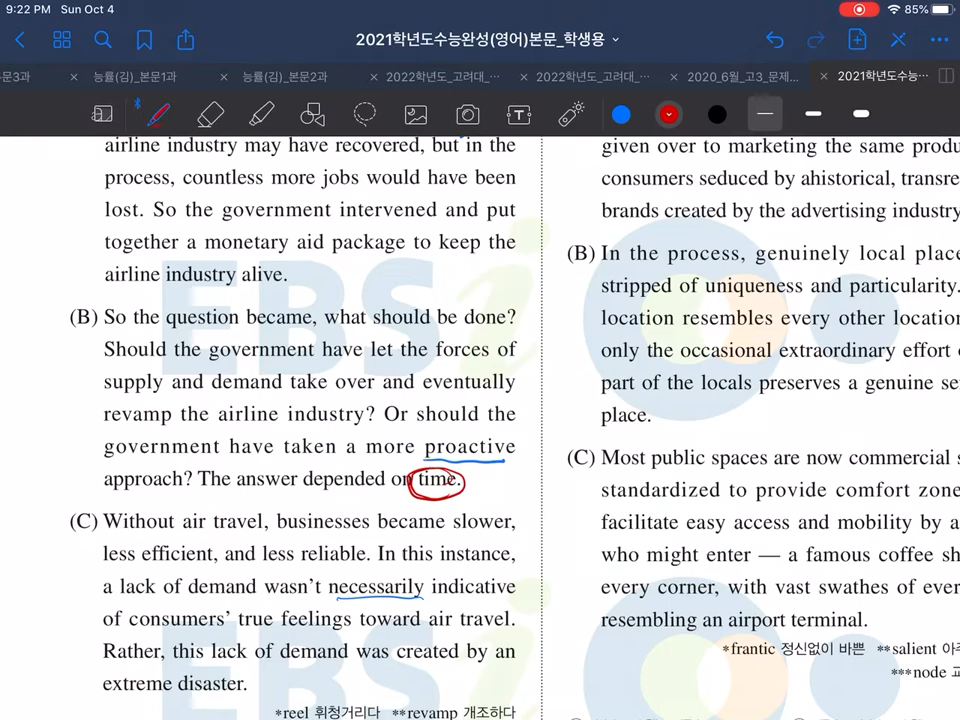 9:22 PM Sun Oct 4
85%
2021학년도수능완성(영어)본문_학생용
문3과
능률(김)_본문1과
능률(김)_본문2과
2022학년도_고려대_…
2022학년도_고려대_…
2020_6월_고3_문제…
2021학년도수능…
airline industry may have recovered, but in the
process, countless more jobs would have been
lost. So the government intervened and put
together a monetary aid package to keep the
airline industry alive.
(B) So the question became, what should be done?
Should the government have let the forces of
supply and demand take over and eventually
revamp the airline industry? Or should the
government have taken a more proactive
approach? The answer depended on time.
(C) Without air travel, businesses became slower,
less efficient, and less reliable. In this instance,
a lack of demand wasn't necessarily indicative
of consumers' true feelings toward air travel.
Rather, this lack of demand was created by an
extreme disaster.
*reel 휘청거리다 **revamp 개조하다
given over to marketing the same produ
consumers seduced by ahistorical, transre
brands created by the advertising industry
(B) In the process, genuinely local place
stripped of uniqueness and particularity.
location resembles every other location
only the occasional extraordinary effort
part of the locals preserves a genuine se
place.
(C) Most public spaces are now commercial s
standardized to provide comfort zone
facilitate easy access and mobility by a
who might enter — a famous coffee sh
every corner, with vast swathes of ever
resembling an airport terminal.
*frantic 정신없이 바쁜 **salient 아주
***node 교
EBSi
EBSi